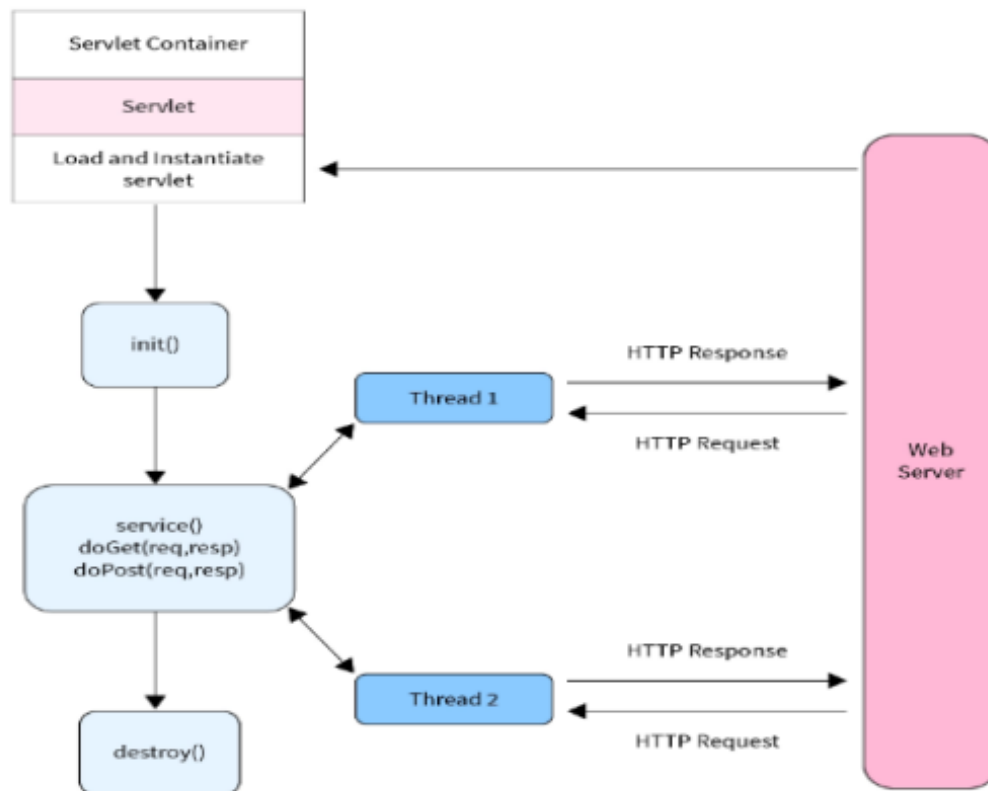 Servlet Container
Servlet
Load and Instantiate
servlet
init()
HTTP Response
Thread 1
HTTP Request
Web
Server
service()
doGet(req,resp)
doPost(req,resp)
HTTP Response
Thread 2
HTTP Request
destroy()